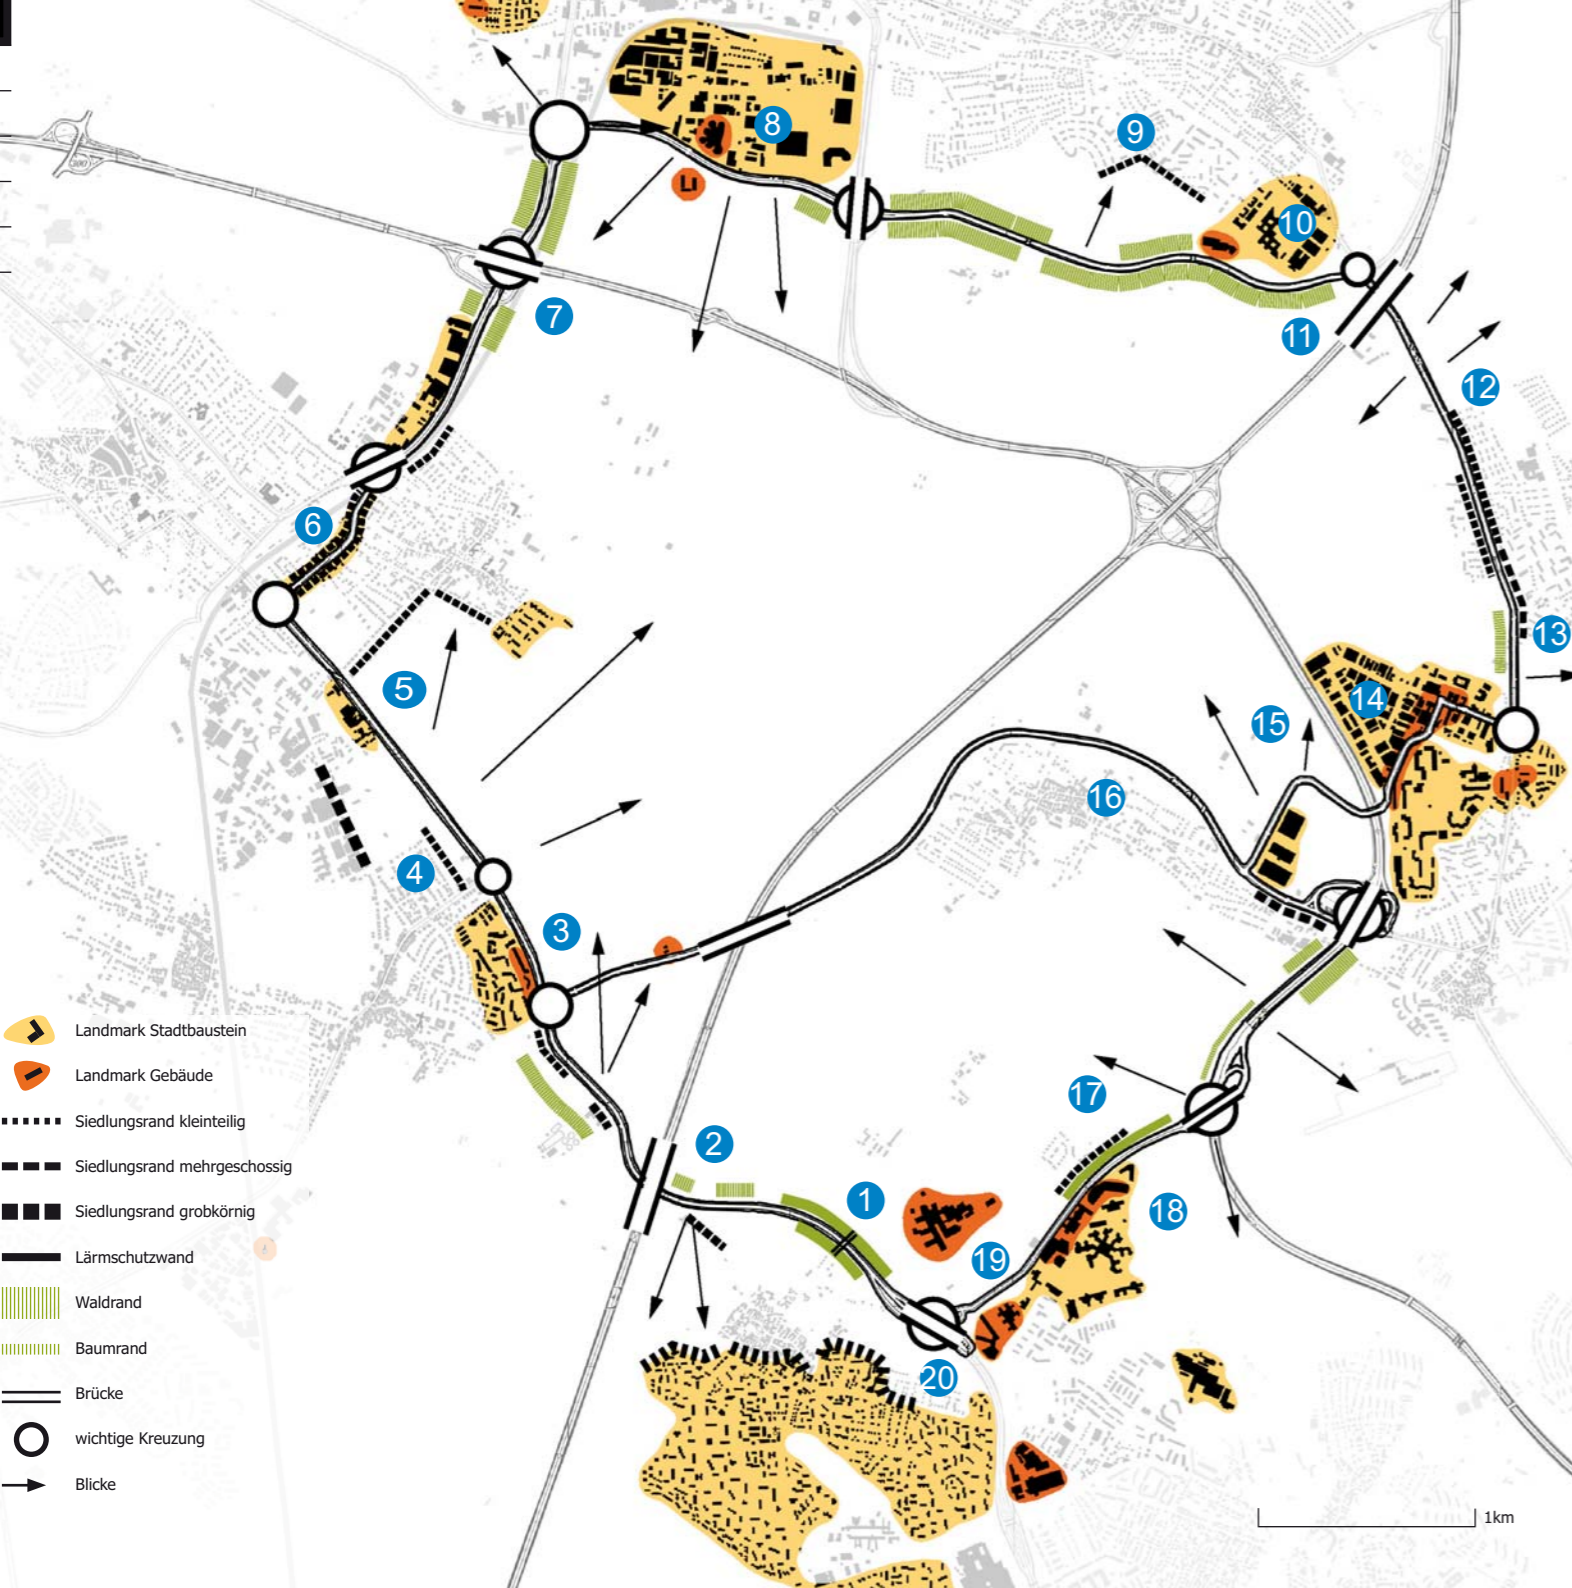 8
9
10
7
11
12
6
13
5
14
15
16
4
3
2
1
17
18
19
20
Landmark Stadtbaustein
Landmark Gebäude
Siedlungsrand kleinteilig
Siedlungsrand mehrgeschossig
Siedlungsrand grobkörnig
Lärmschutzwand
Waldrand
Baumrand
Brücke
wichtige Kreuzung
Blicke
1km